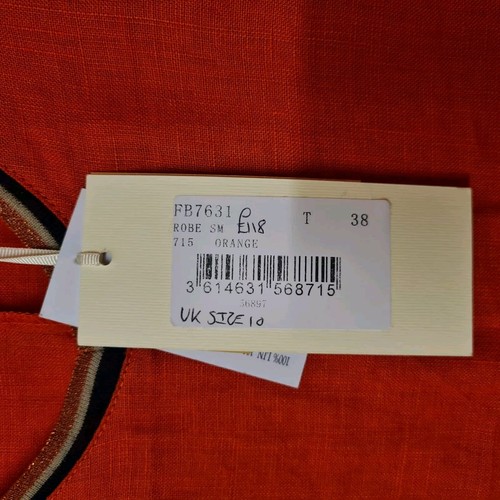 FB7631 T 38
ROBE SM £118
715 ORANGE
3 614631 568715
56897
UK SIZE 10
100% LIN